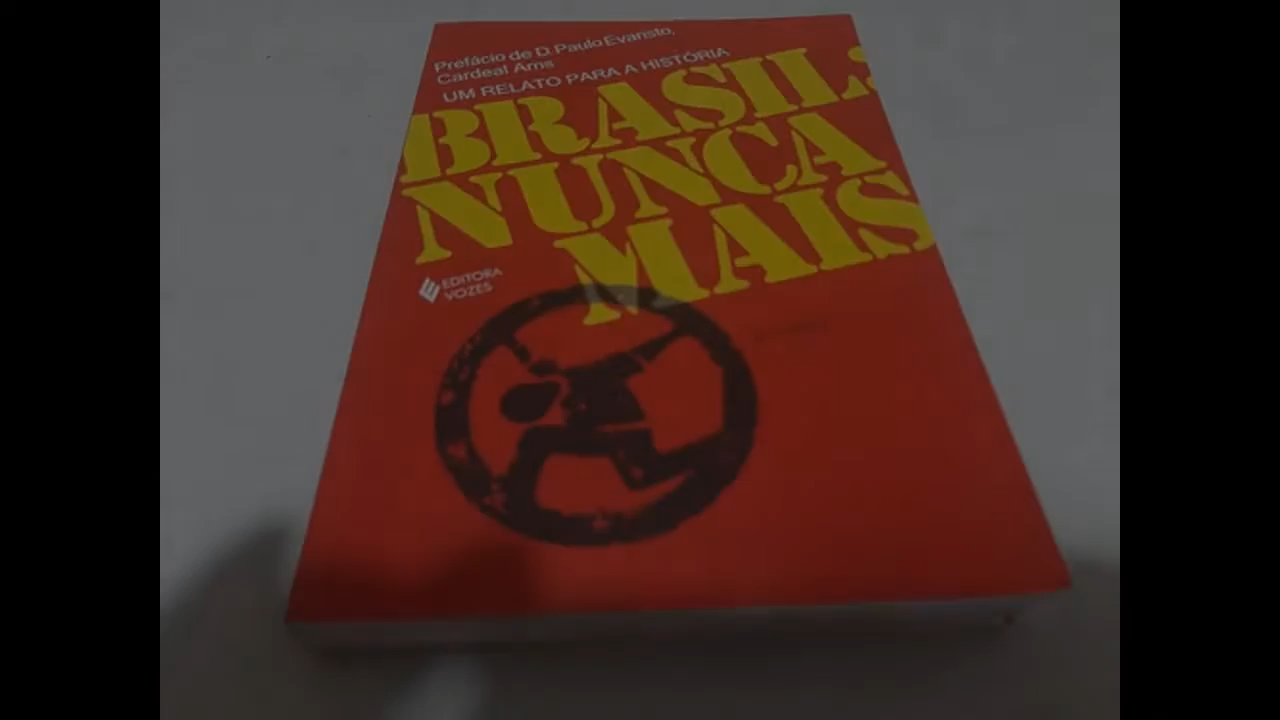 Prefácio de D. Paulo Evaristo,
Cardeal Arns
UM RELATO PARA A HISTÓRIA
BRASIL:
NUNCA
MAIS
EDITORA
VOZES